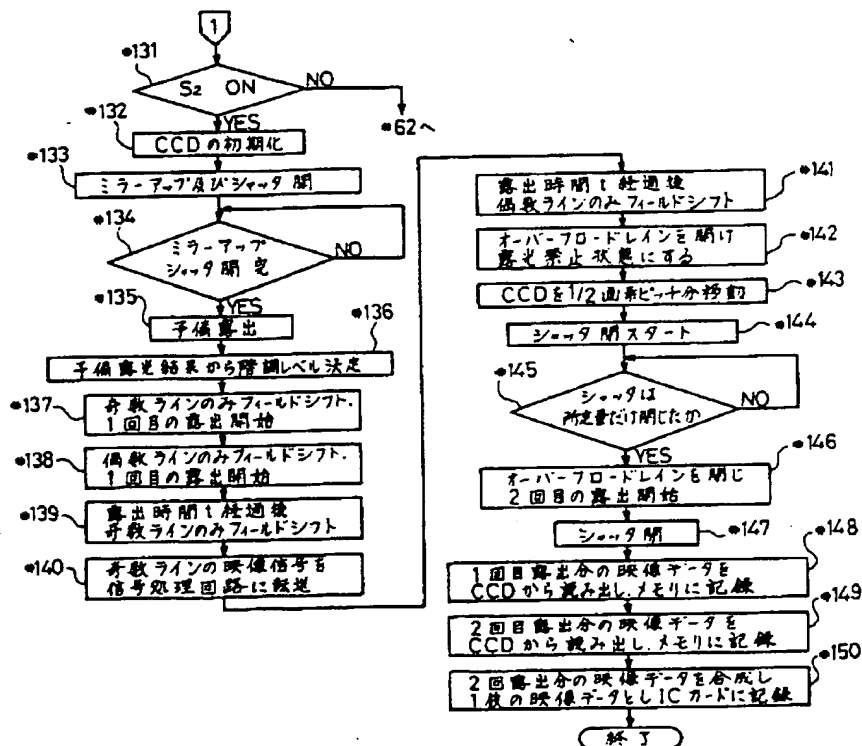 1
*131
S2 ON
NO
*62へ
YES
*132
CCDの初期化
*133
ミラーアップ及びシャッタ開
*134
ミラーアップ
シャッタ開完
NO
YES
*135
予備露出
*136
予備露光結果から階調レベル決定
*137
奇数ラインのみフィールドシフト.
1回目の露出開始
*138
偶数ラインのみフィールドシフト.
1回目の露出開始
*139
露出時間t経過後
奇数ラインのみフィールドシフト
*140
奇数ラインの映像信号を
信号処理回路に転送
*141
露出時間t経過後
偶数ラインのみフィールドシフト
*142
オーバーフロードレインを開け
露光禁止状態にする
*143
CCDを1/2画素ピッチ分移動
*144
シャッタ閉スタート
*145
シャッタは
所定量だけ閉じたか
NO
YES
*146
オーバーフロードレインを閉じ
2回目の露出開始
*147
シャッタ閉
*148
1回目露出分の映像データを
CCDから読み出し.メモリに記録
*149
2回目露出分の映像データを
CCDから読み出し.メモリに記録
*150
2回露出分の映像データを合成し
1枚の映像データとしICカードに記録
終了